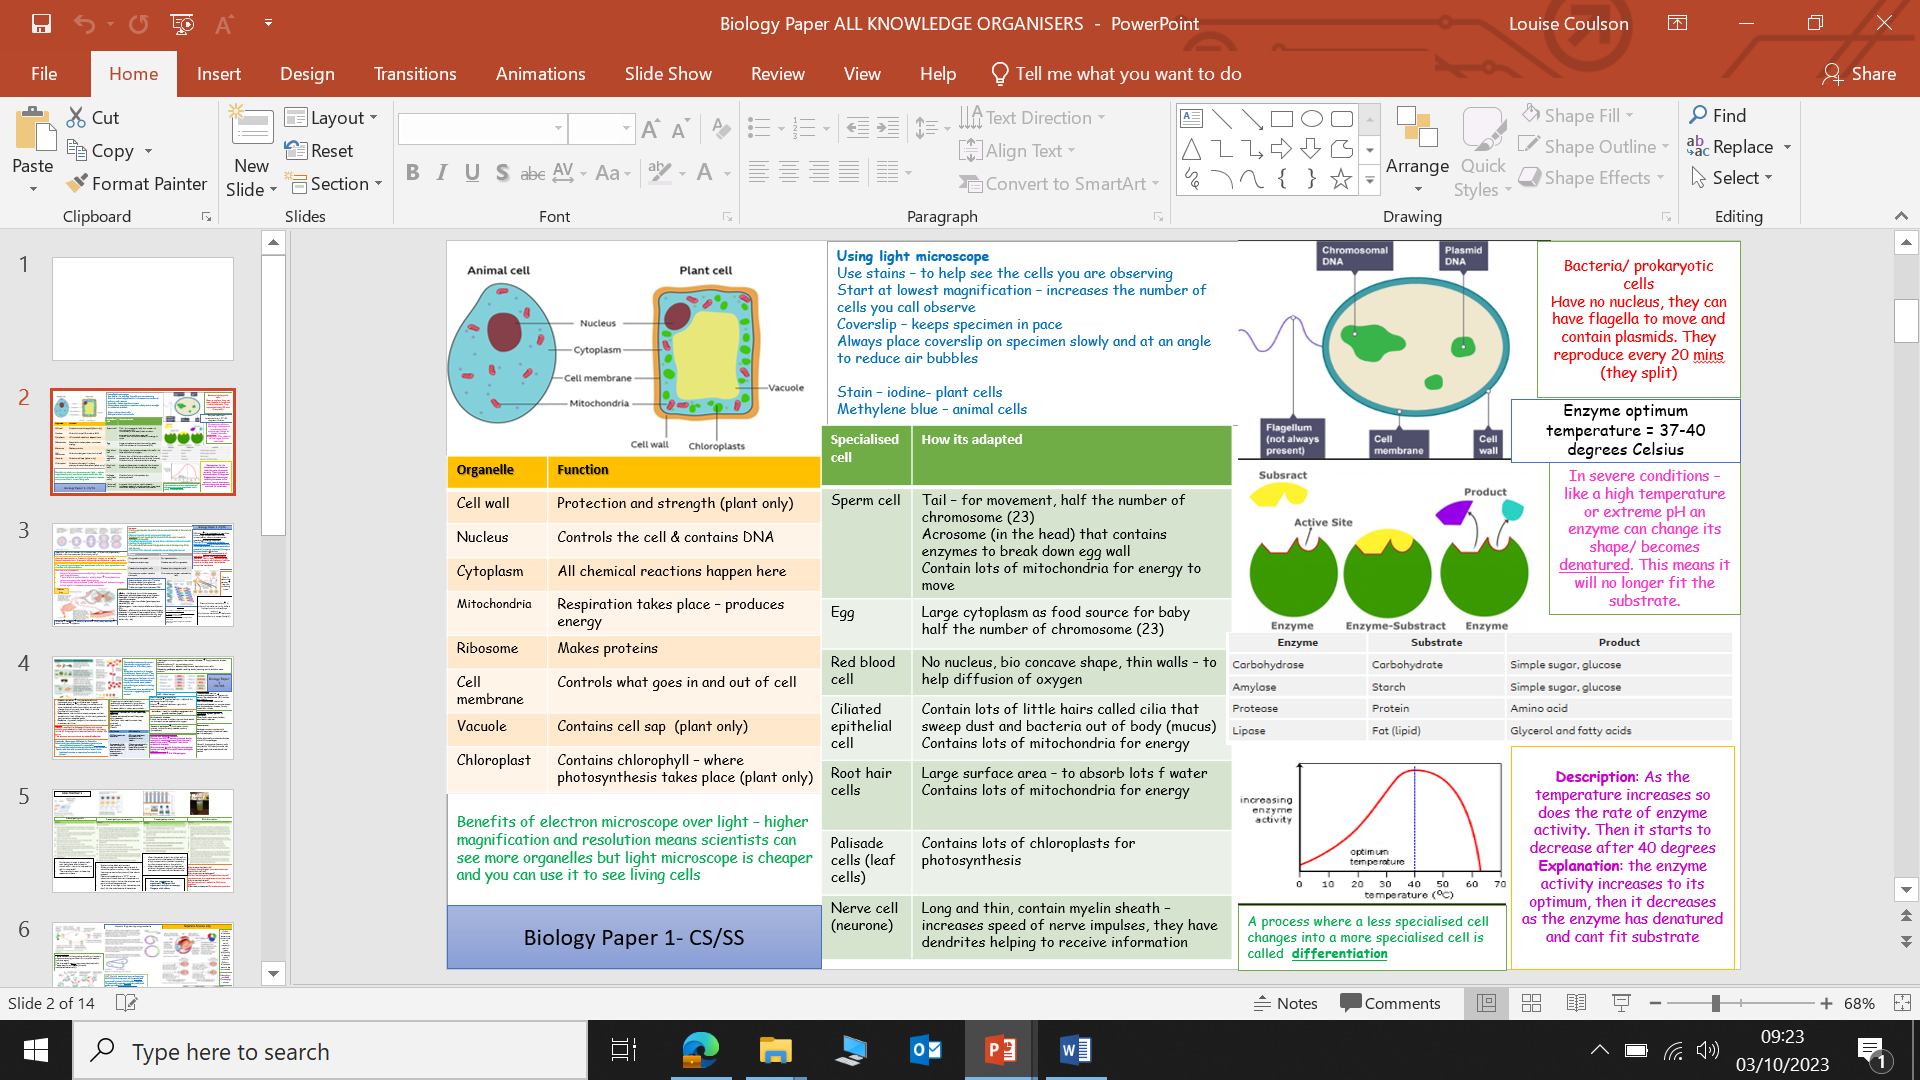 Biology Paper ALL KNOWLEDGE ORGANISERS - PowerPoint
Louise Coulson
File
Home
Insert
Design
Transitions
Animations
Slide Show
Review
View
Help
Tell me what you want to do
Share
Paste
Cut
Copy
Format Painter
Clipboard
New
Slide
Layout
Reset
Section
Slides
B I U S abc AV Aa A
Font
Text Direction
Align Text
Convert to SmartArt
Paragraph
Arrange
Quick
Styles
Shape Fill
Shape Outline
Shape Effects
Drawing
Find
Replace
Select
Editing
1
2
3
4
5
6
Animal cell
Plant cell
Nucleus
Cytoplasm
Cell membrane
Mitochondria
Vacuole
Cell wall
Chloroplasts
Organelle Function
Cell wall Protection and strength (plant only)
Nucleus Controls the cell & contains DNA
Cytoplasm All chemical reactions happen here
Mitochondria Respiration takes place – produces
energy
Ribosome Makes proteins
Cell Controls what goes in and out of cell
membrane
Vacuole Contains cell sap (plant only)
Chloroplast Contains chlorophyll – where
photosynthesis takes place (plant only)
Benefits of electron microscope over light – higher
magnification and resolution means scientists can
see more organelles but light microscope is cheaper
and you can use it to see living cells
Biology Paper 1- CS/SS
Using light microscope
Use stains – to help see the cells you are observing
Start at lowest magnification – increases the number of
cells you call observe
Coverslip – keeps specimen in pace
Always place coverslip on specimen slowly and at an angle
to reduce air bubbles
Stain – iodine- plant cells
Methylene blue – animal cells
Specialised How its adapted
cell
Sperm cell Tail – for movement, half the number of
chromosome (23)
Acrosome (in the head) that contains
enzymes to break down egg wall
Contain lots of mitochondria for energy to
move
Egg Large cytoplasm as food source for baby
half the number of chromosome (23)
Red blood No nucleus, bio concave shape, thin walls – to
cell help diffusion of oxygen
Ciliated Contain lots of little hairs called cilia that
epithelial sweep dust and bacteria out of body (mucus)
cell Contains lots of mitochondria for energy
Root hair Large surface area – to absorb lots f water
cells Contains lots of mitochondria for energy
Palisade Contains lots of chloroplasts for
cells (leaf photosynthesis
cells)
Nerve cell Long and thin, contain myelin sheath –
(neurone) increases speed of nerve impulses, they have
dendrites helping to receive information
Chromosomal
DNA
Plasmid
DNA
Flagellum
(not always
present)
Cell
membrane
Cell
wall
Bacteria/ prokaryotic
cells
Have no nucleus, they can
have flagella to move and
contain plasmids. They
reproduce every 20 mins
(they split)
Enzyme optimum
temperature = 37-40
degrees Celsius
Subsract
Active Site
Product
Enzyme
Enzyme-Substract
Enzyme
In severe conditions –
like a high temperature
or extreme pH an
enzyme can change its
shape/ becomes
denatured. This means it
will no longer fit the
substrate.
Enzyme Substrate Product
Carbohydrase Carbohydrate Simple sugar, glucose
Amylase Starch Simple sugar, glucose
Protease Protein Amino acid
Lipase Fat (lipid) Glycerol and fatty acids
increasing
enzyme
activity
optimum
temperature
0 10 20 30 40 50 60 70
temperature (°C)
Description: As the
temperature increases so
does the rate of enzyme
activity. Then it starts to
decrease after 40 degrees
Explanation: the enzyme
activity increases to its
optimum, then it decreases
as the enzyme has denatured
and cant fit substrate
A process where a less specialised cell
changes into a more specialised cell is
called differentiation
Slide 2 of 14
Notes
Comments
68%
Type here to search
09:23
03/10/2023
1